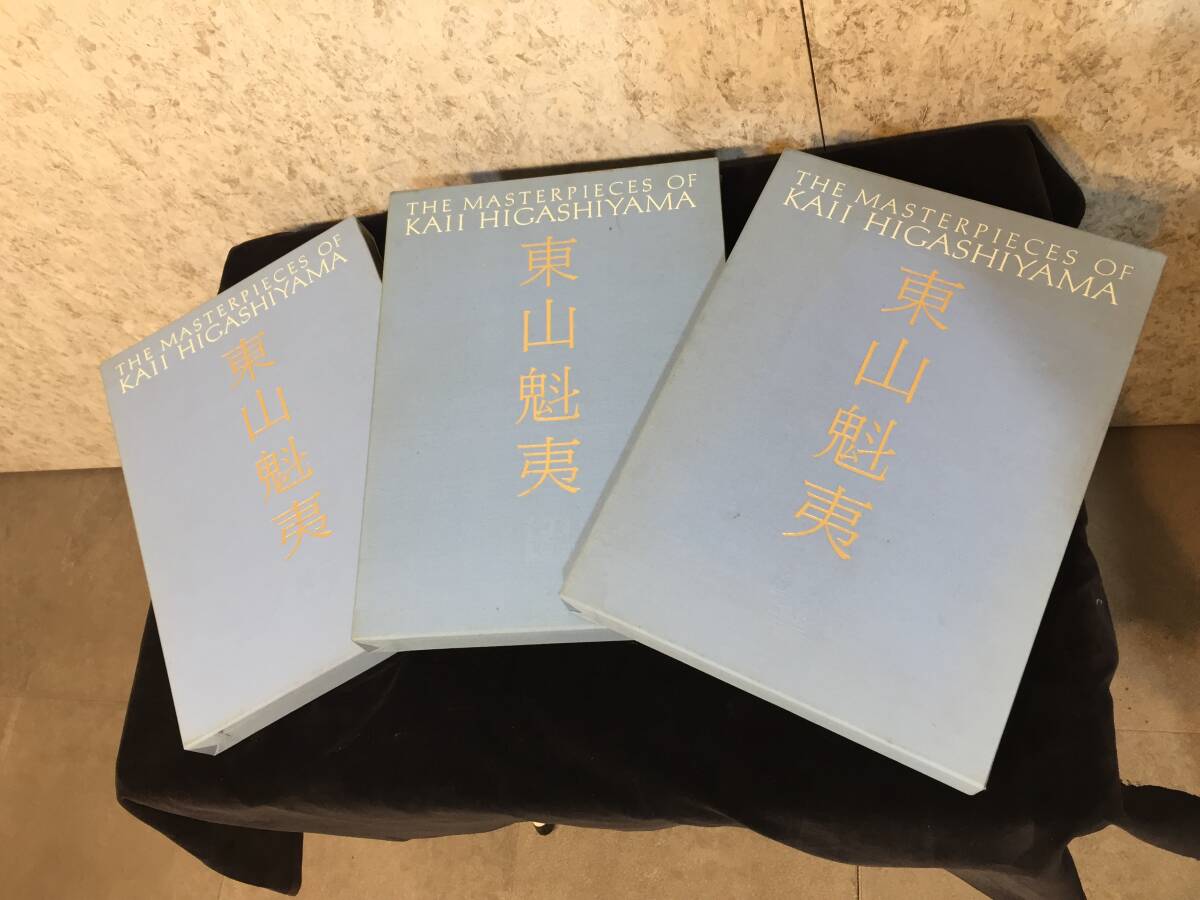 THE MASTERPIECES OF
KAII HIGASHIYAMA
東山魁夷
THE MASTERPIECES OF
KAII HIGASHIYAMA
東山魁夷
THE MASTERPIECES OF
KAII HIGASHIYAMA
東山魁夷